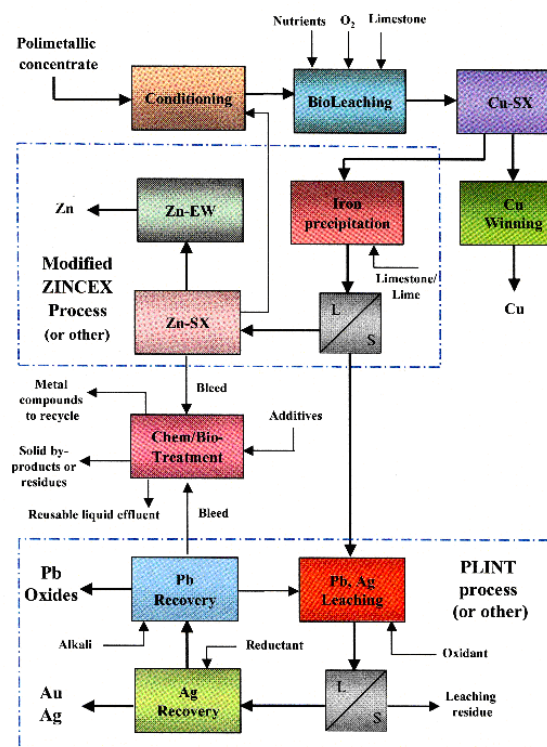 Nutrients
O₂
Limestone
Polimetallic
concentrate
Conditioning
BioLeaching
Cu-SX
Zn
Zn-EW
Iron
precipitation
Cu
Winning
Modified
ZINCEX
Process
(or other)
Limestone/
Lime
Zn-SX
L
S
Cu
Bleed
Metal
compounds
to recycle
Additives
Chem/Bio-
Treatment
Solid by-
products or
residues
Reusable liquid effluent
Bleed
Pb
Oxides
Pb
Recovery
Pb, Ag
Leaching
PLINT
process
(or other)
Alkali
Reductant
Oxidant
Au
Ag
Ag
Recovery
L
S
Leaching
residue